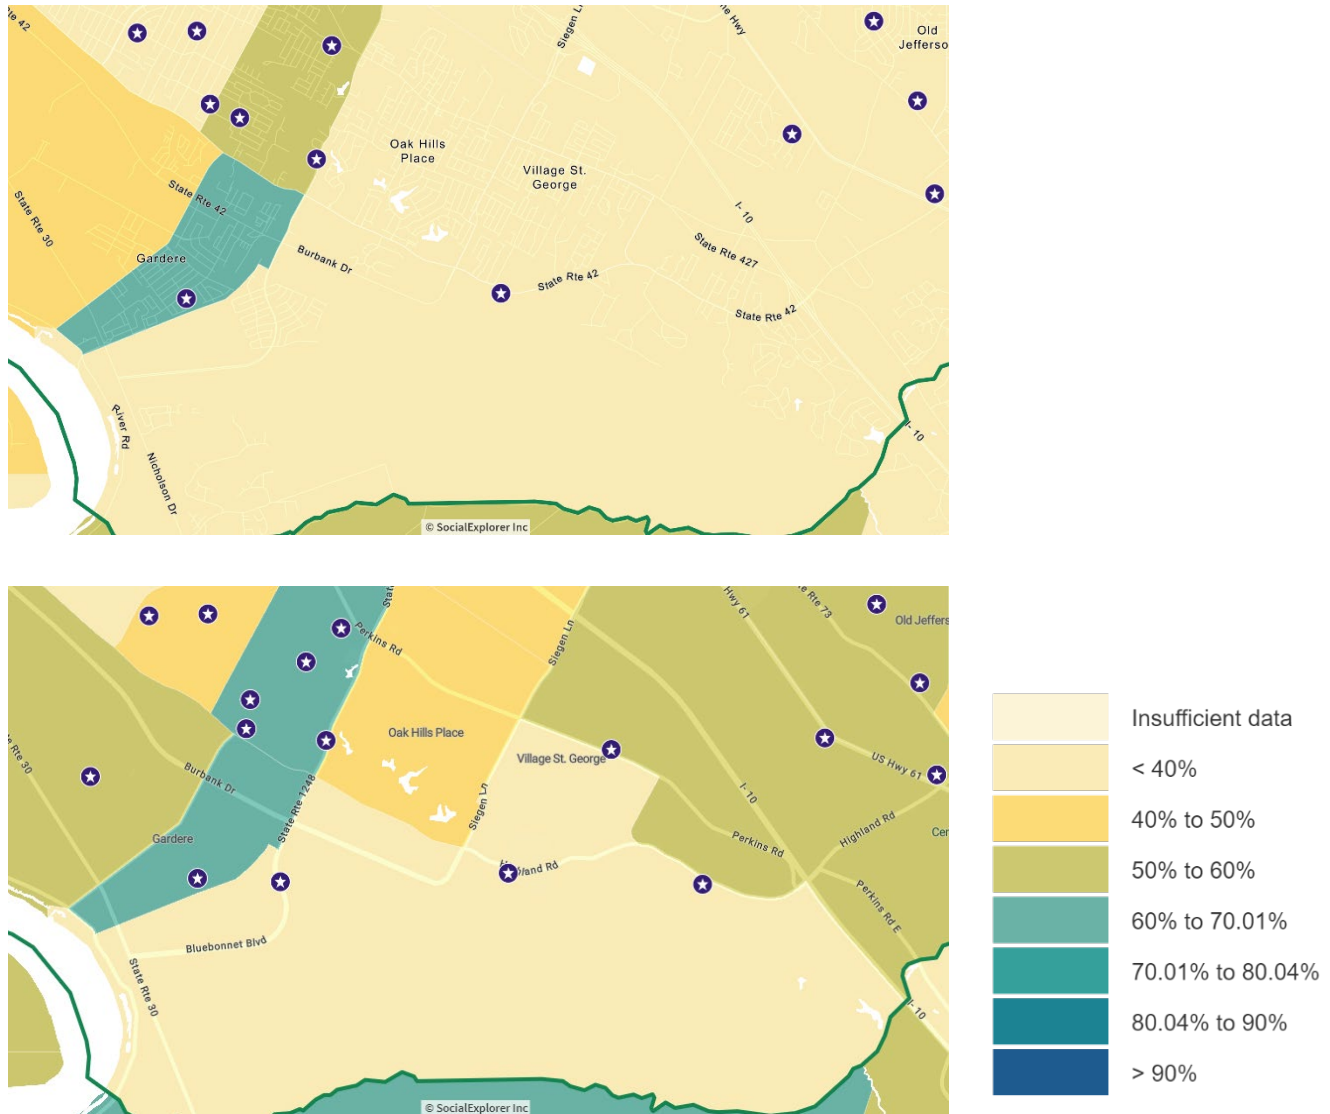 te 42
Siegen Ln
ne Hwy
Old
Jefferso
Oak Hills
Place
Village St.
George
State Rte 42
State Rte 30
I- 10
State Rte 427
Gardere
Burbank Dr
State Rte 42
State Rte 42
River Rd
Nicholson Dr
I- 10
© SocialExplorer Inc
State
Hwy 61
te Rte 73
Old Jeffers
Perkins Rd
Siegen Ln
Oak Hills Place
Village St. George
te Rte 30
Burbank Dr
US Hwy 61
State Rte 1248
I- 10
Siegen Ln
Highland Rd
Cen
Gardere
Perkins Rd
Highland Rd
Perkins Rd E
Bluebonnet Blvd
State Rte 30
I- 10
© SocialExplorer Inc
Insufficient data
< 40%
40% to 50%
50% to 60%
60% to 70.01%
70.01% to 80.04%
80.04% to 90%
> 90%